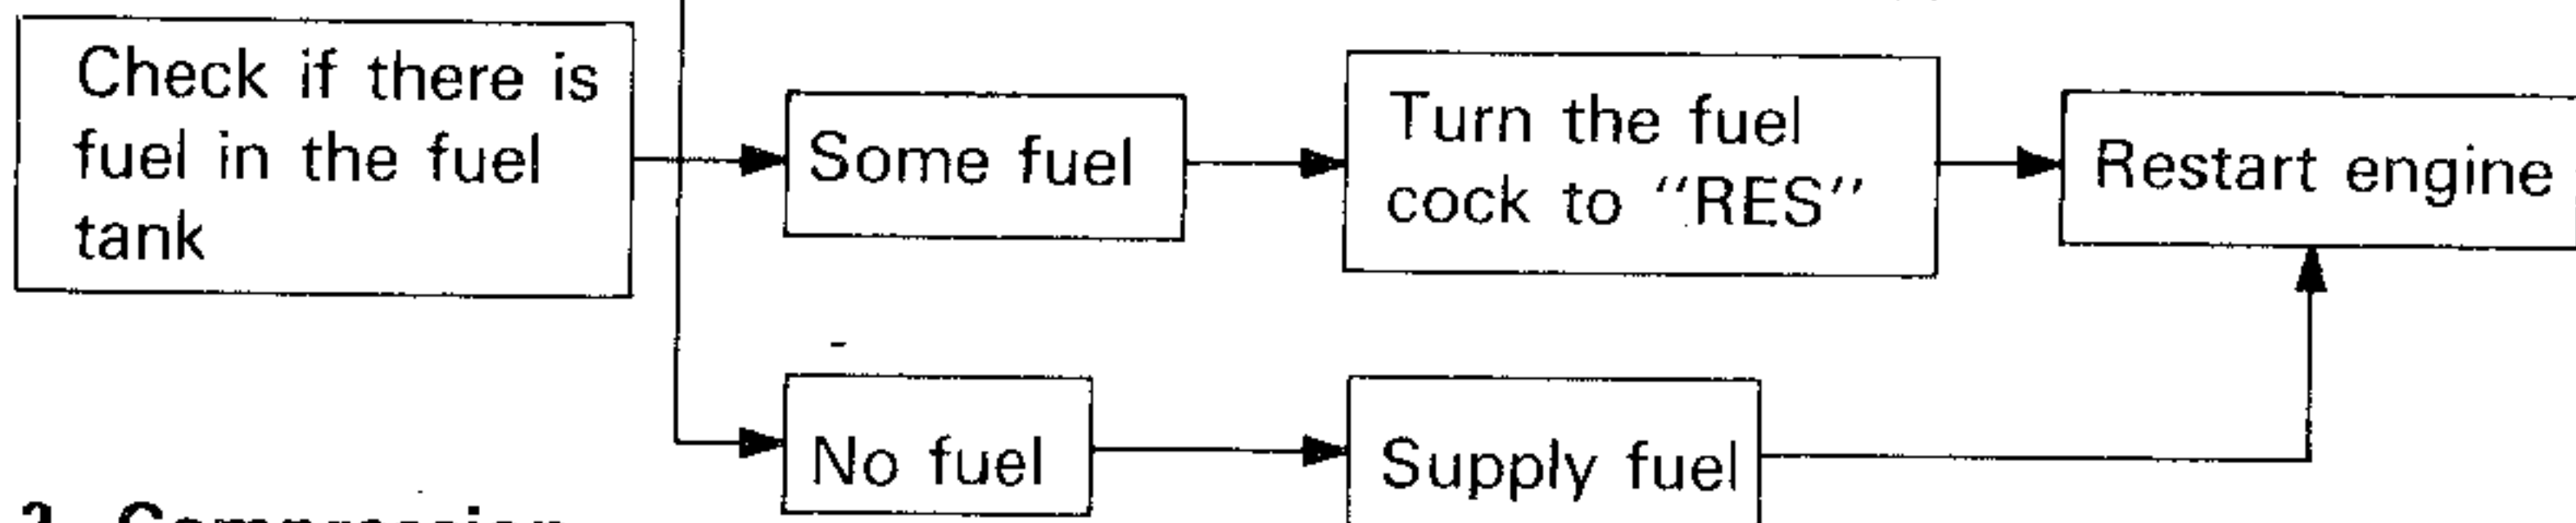 Check if there is
fuel in the fuel
tank
Some fuel
Turn the fuel
cock to "RES"
Restart engine
No fuel
Supply fuel
Compression